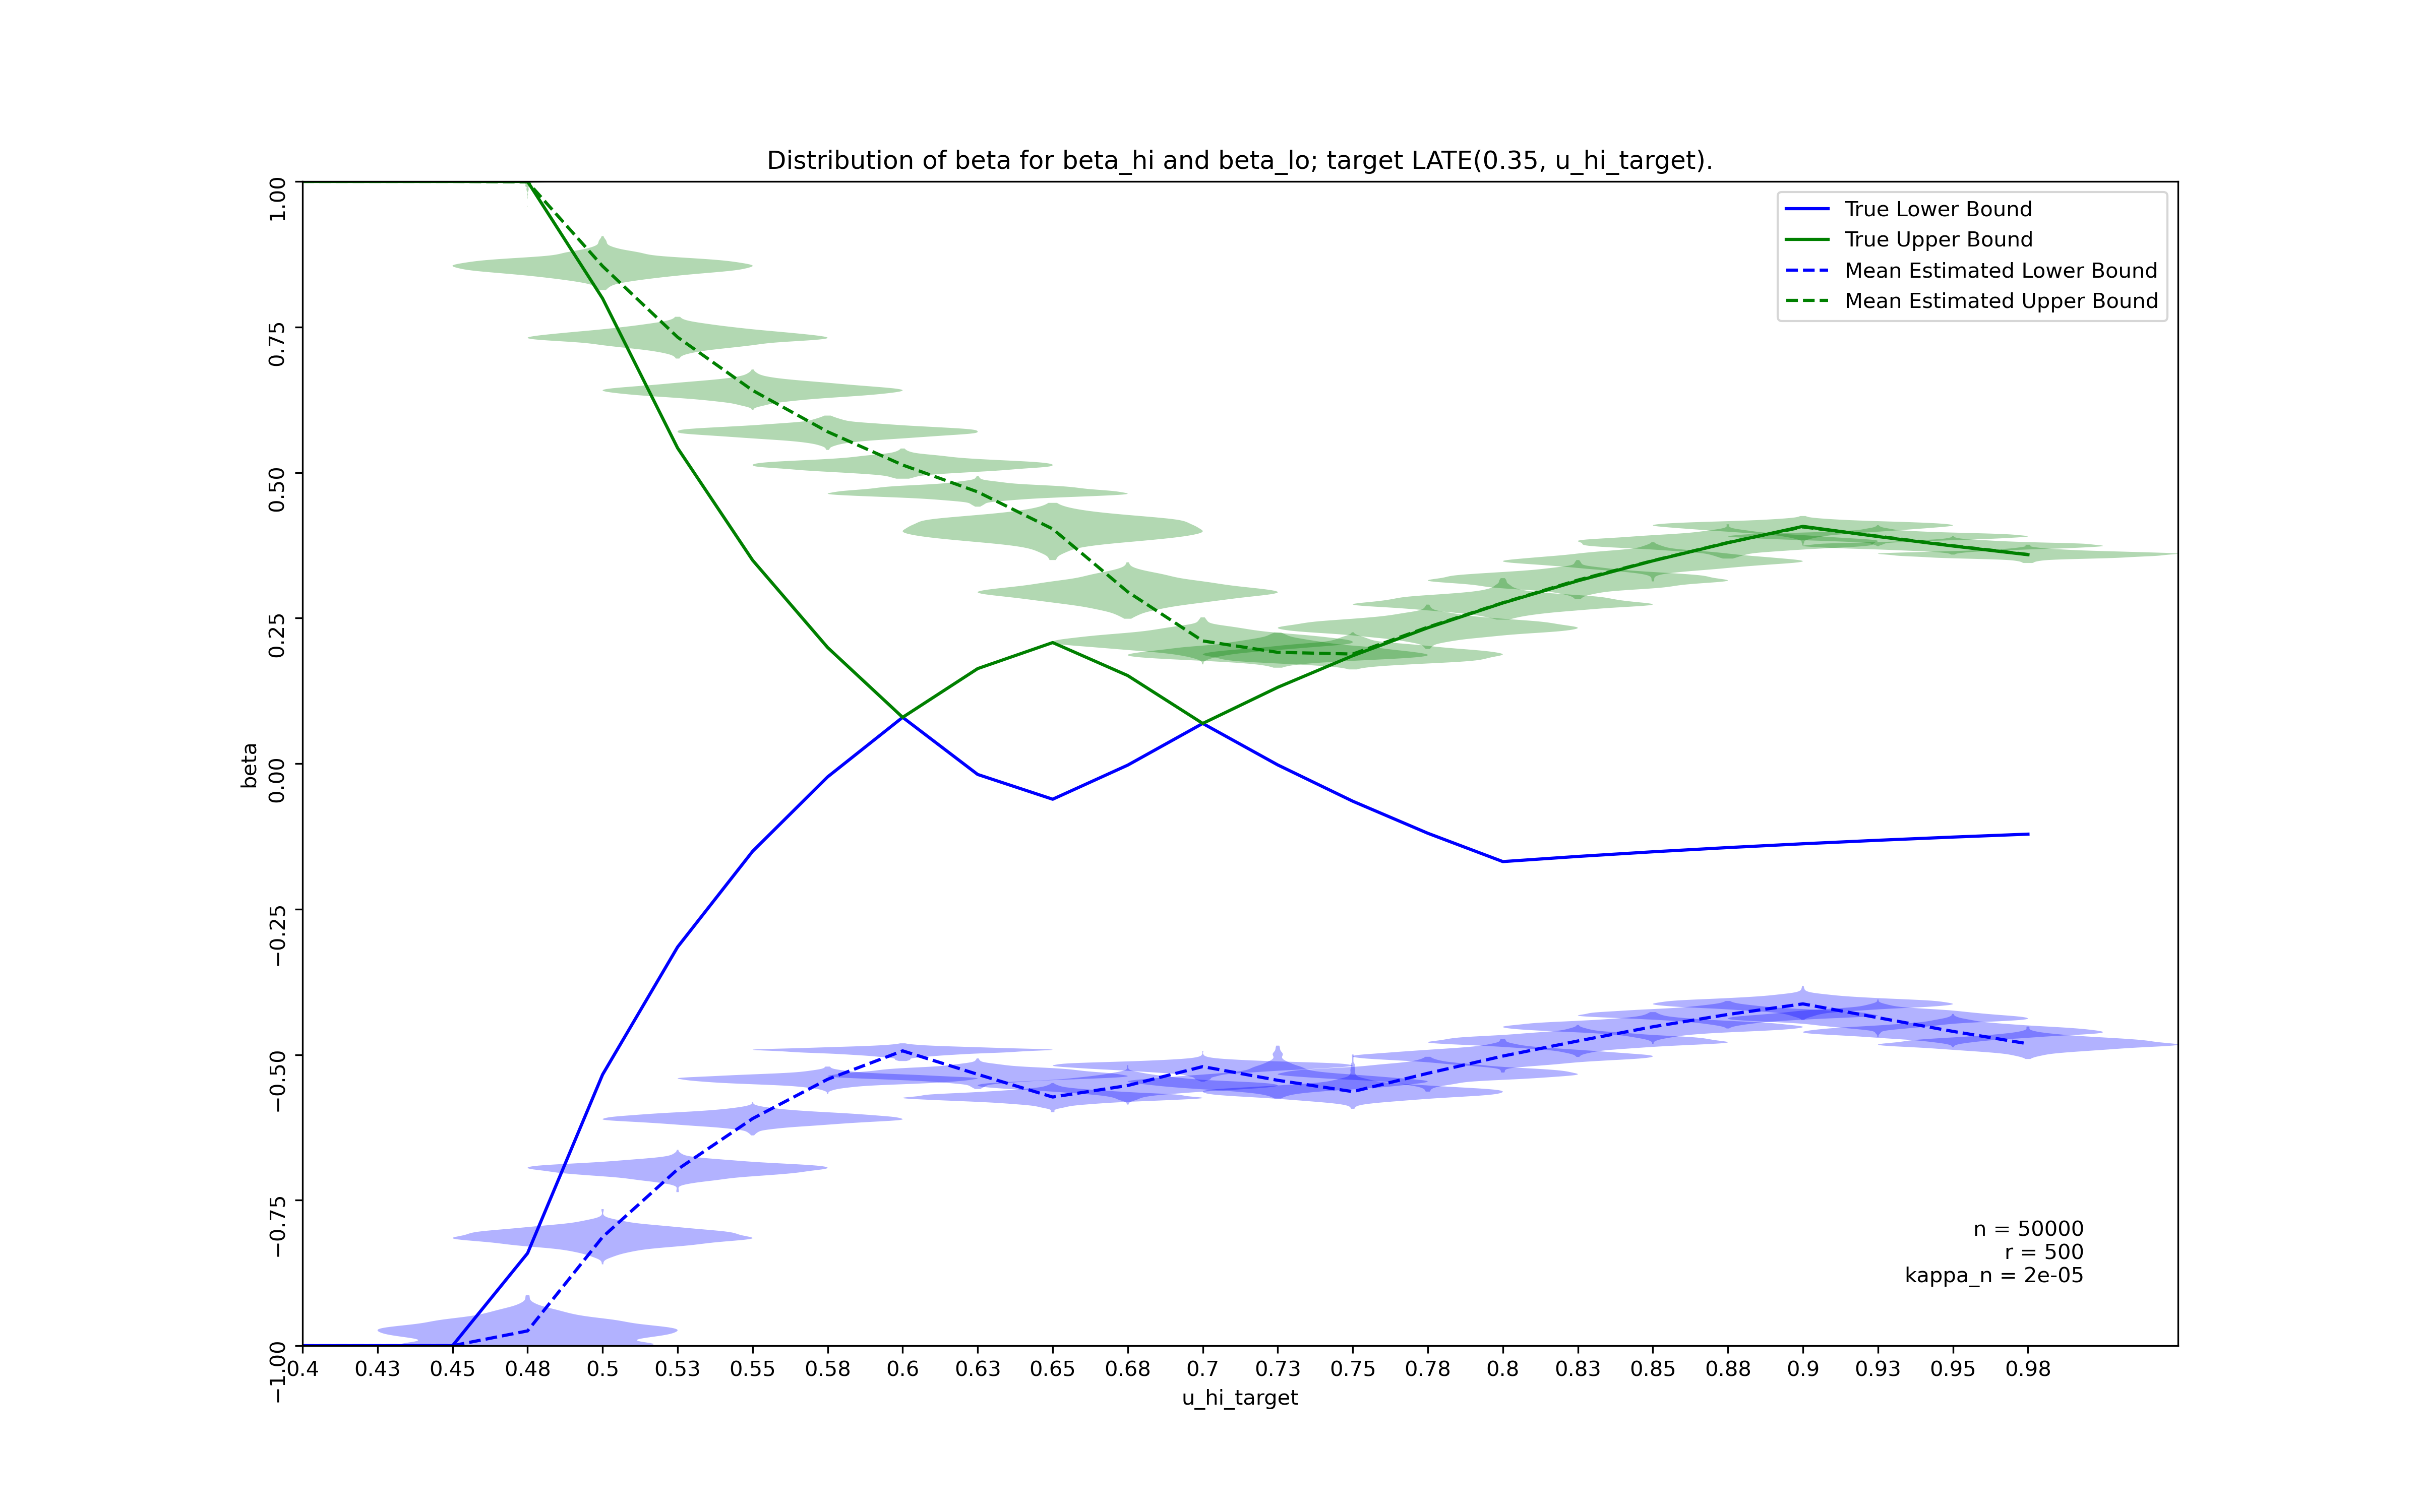 Distribution of beta for beta_hi and beta_lo; target LATE(0.35, u_hi_target).
True Lower Bound
True Upper Bound
Mean Estimated Lower Bound
Mean Estimated Upper Bound
1.00
0.75
0.50
0.25
0.00
−0.25
−0.50
−0.75
−1.00
beta
n = 50000
r = 500
kappa_n = 2e-05
0.4 0.43 0.45 0.48 0.5 0.53 0.55 0.58 0.6 0.63 0.65 0.68 0.7 0.73 0.75 0.78 0.8 0.83 0.85 0.88 0.9 0.93 0.95 0.98
u_hi_target